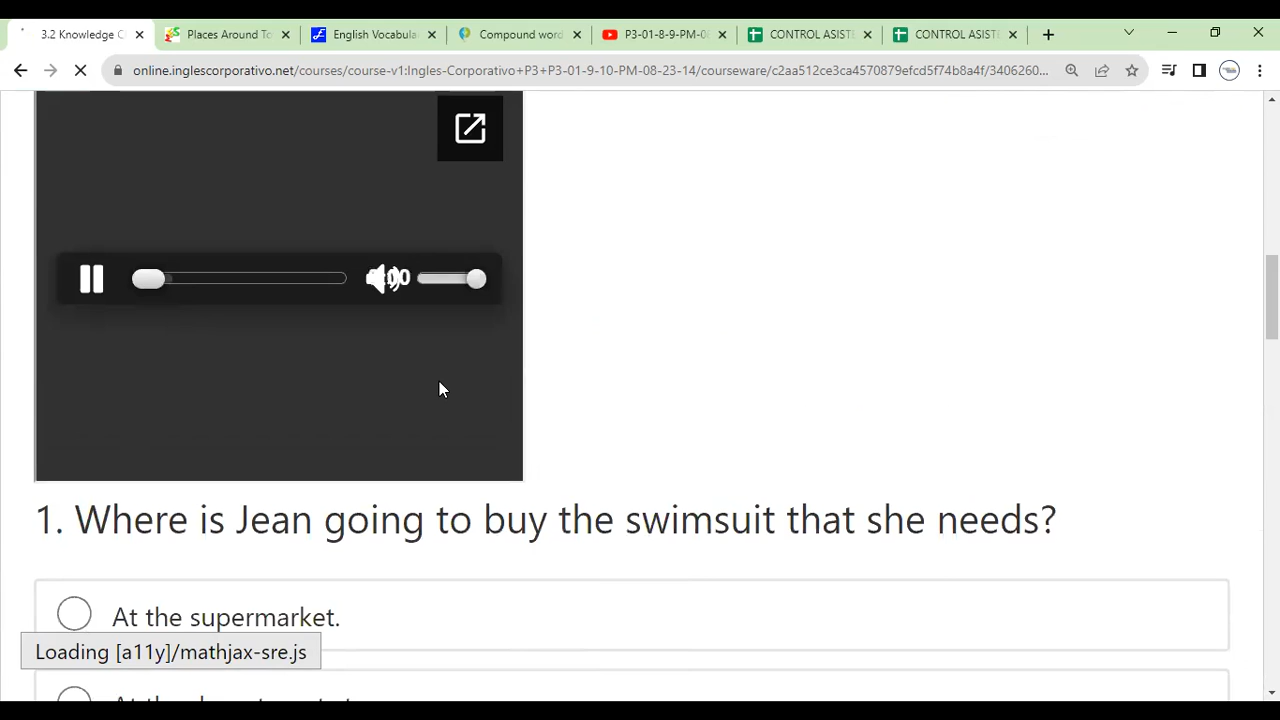 3.2 Knowledge C
Places Around To
English Vocabula
Compound word
P3-01-8-9-PM-08
CONTROL ASIST
CONTROL ASIST
online.inglescorporativo.net/courses/course-v1:Ingles-Corporativo+P3+P3-01-9-10-PM-08-23-14/courseware/c2aa512ce3ca4570879efcd5f74b8a4f/3406260...
1. Where is Jean going to buy the swimsuit that she needs?
At the supermarket.
Loading [a11y]/mathjax-sre.js